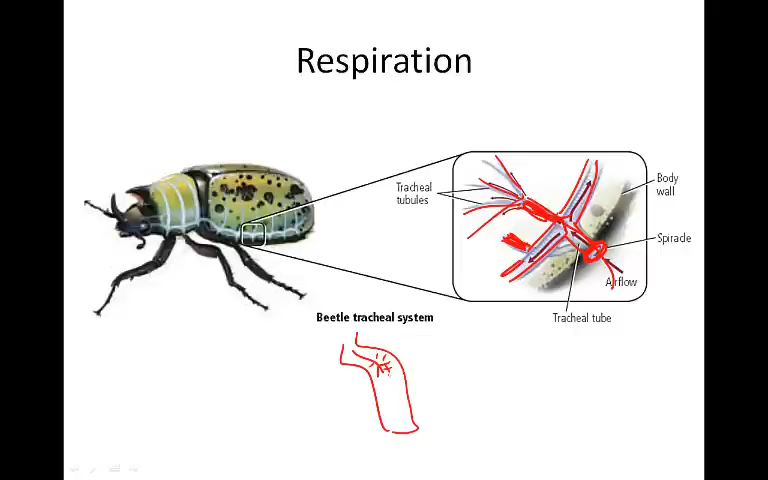 Respiration
Tracheal
tubules
Body
wall
Spiracle
Airflow
Tracheal tube
Beetle tracheal system